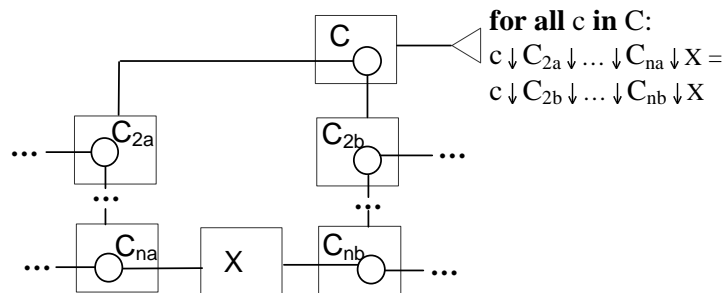 C
for all c in C:
c ↓ C₂ₐ ↓ … ↓ Cₙₐ ↓ X =
c ↓ C₂b ↓ … ↓ Cₙb ↓ X
C₂ₐ
C₂b
... ...
... ...
Cₙₐ X Cₙb
... ...